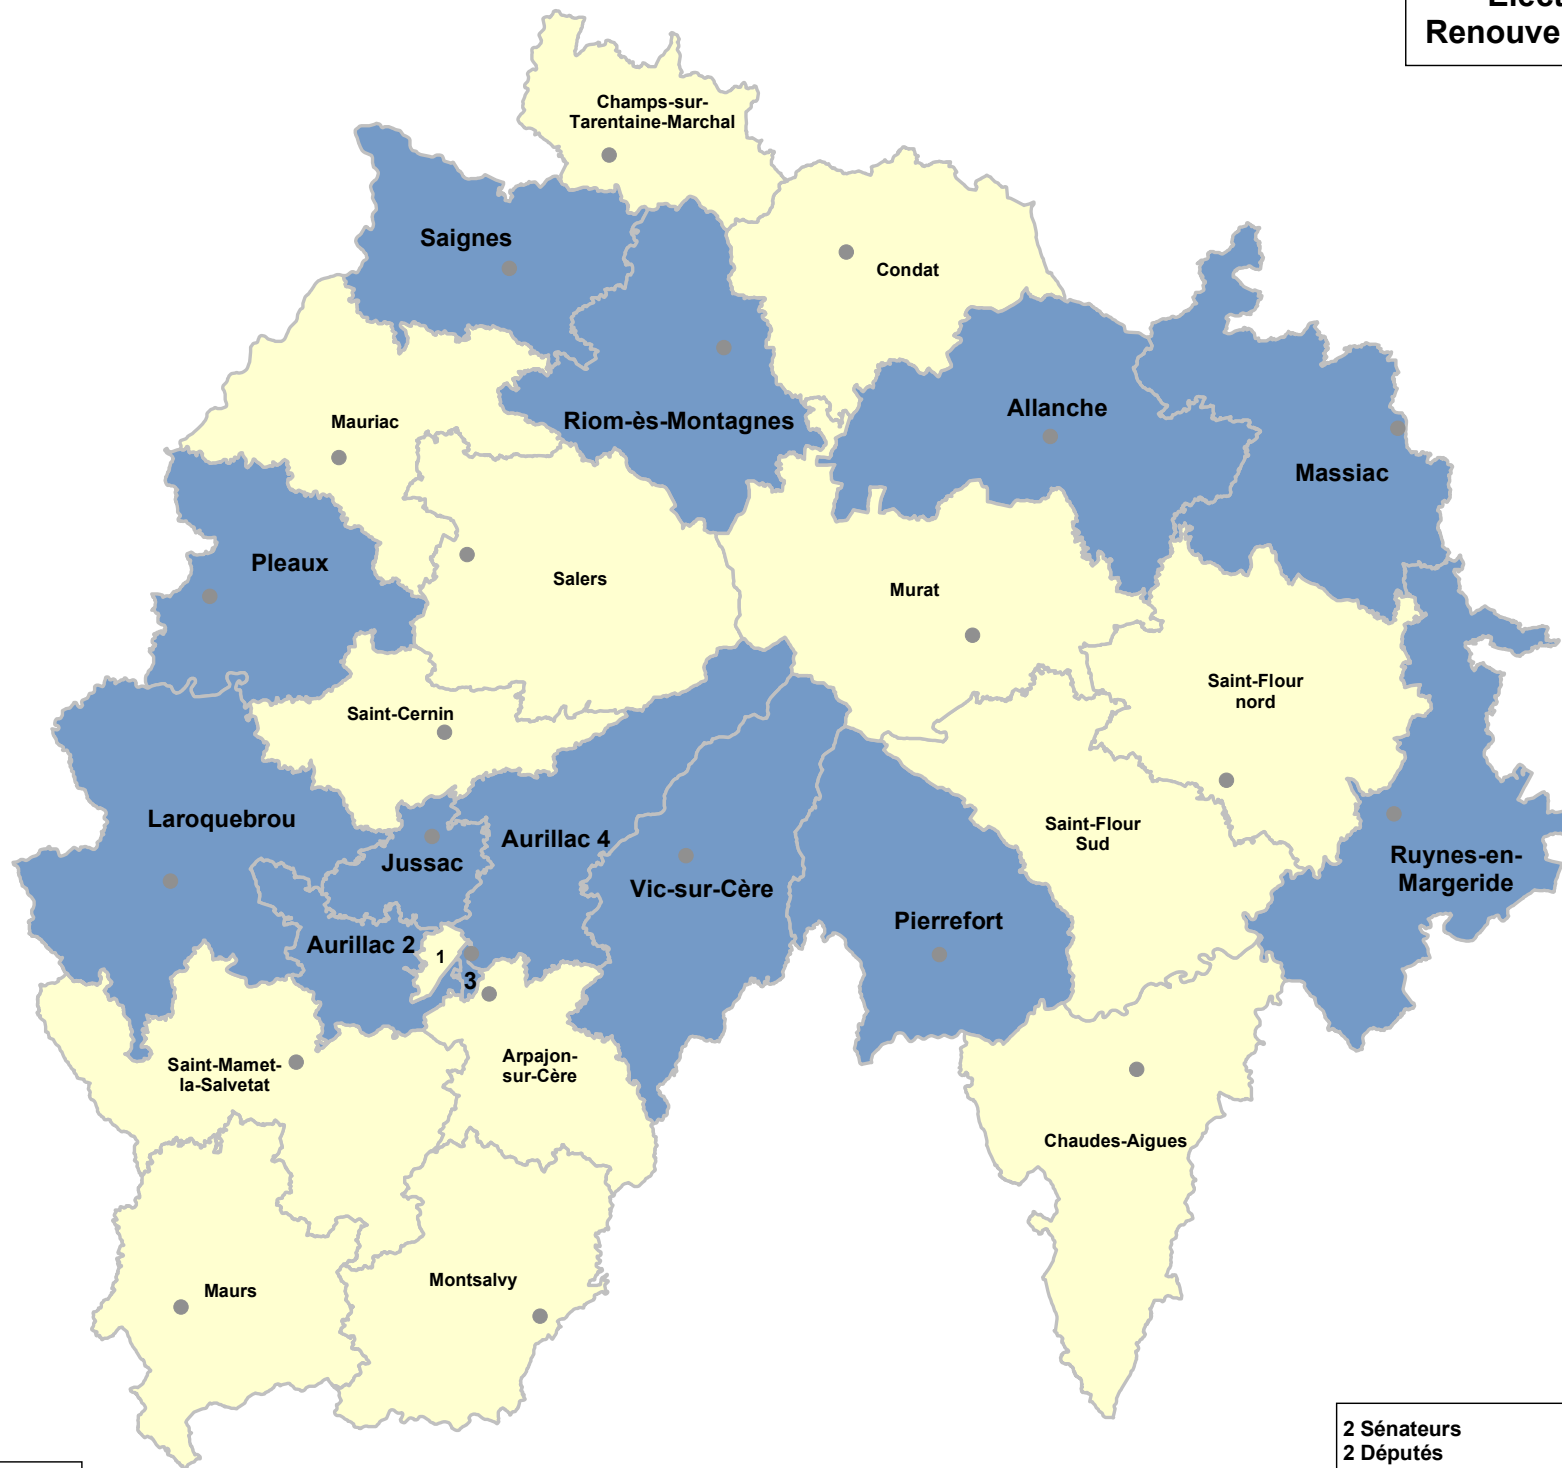 Renouve
Champs-sur-
Tarentaine-Marchal
Saignes
Condat
Mauriac
Riom-ès-Montagnes
Allanche
Massiac
Pleaux
Salers
Murat
Saint-Flour
nord
Saint-Cernin
Laroquebrou
Jussac
Aurillac 4
Vic-sur-Cère
Saint-Flour
Sud
Ruynes-en-
Margeride
Pierrefort
Aurillac 2
1
3
Saint-Mamet-
la-Salvetat
Arpajon-
sur-Cère
Chaudes-Aigues
Maurs
Montsalvy
2 Sénateurs
2 Députés